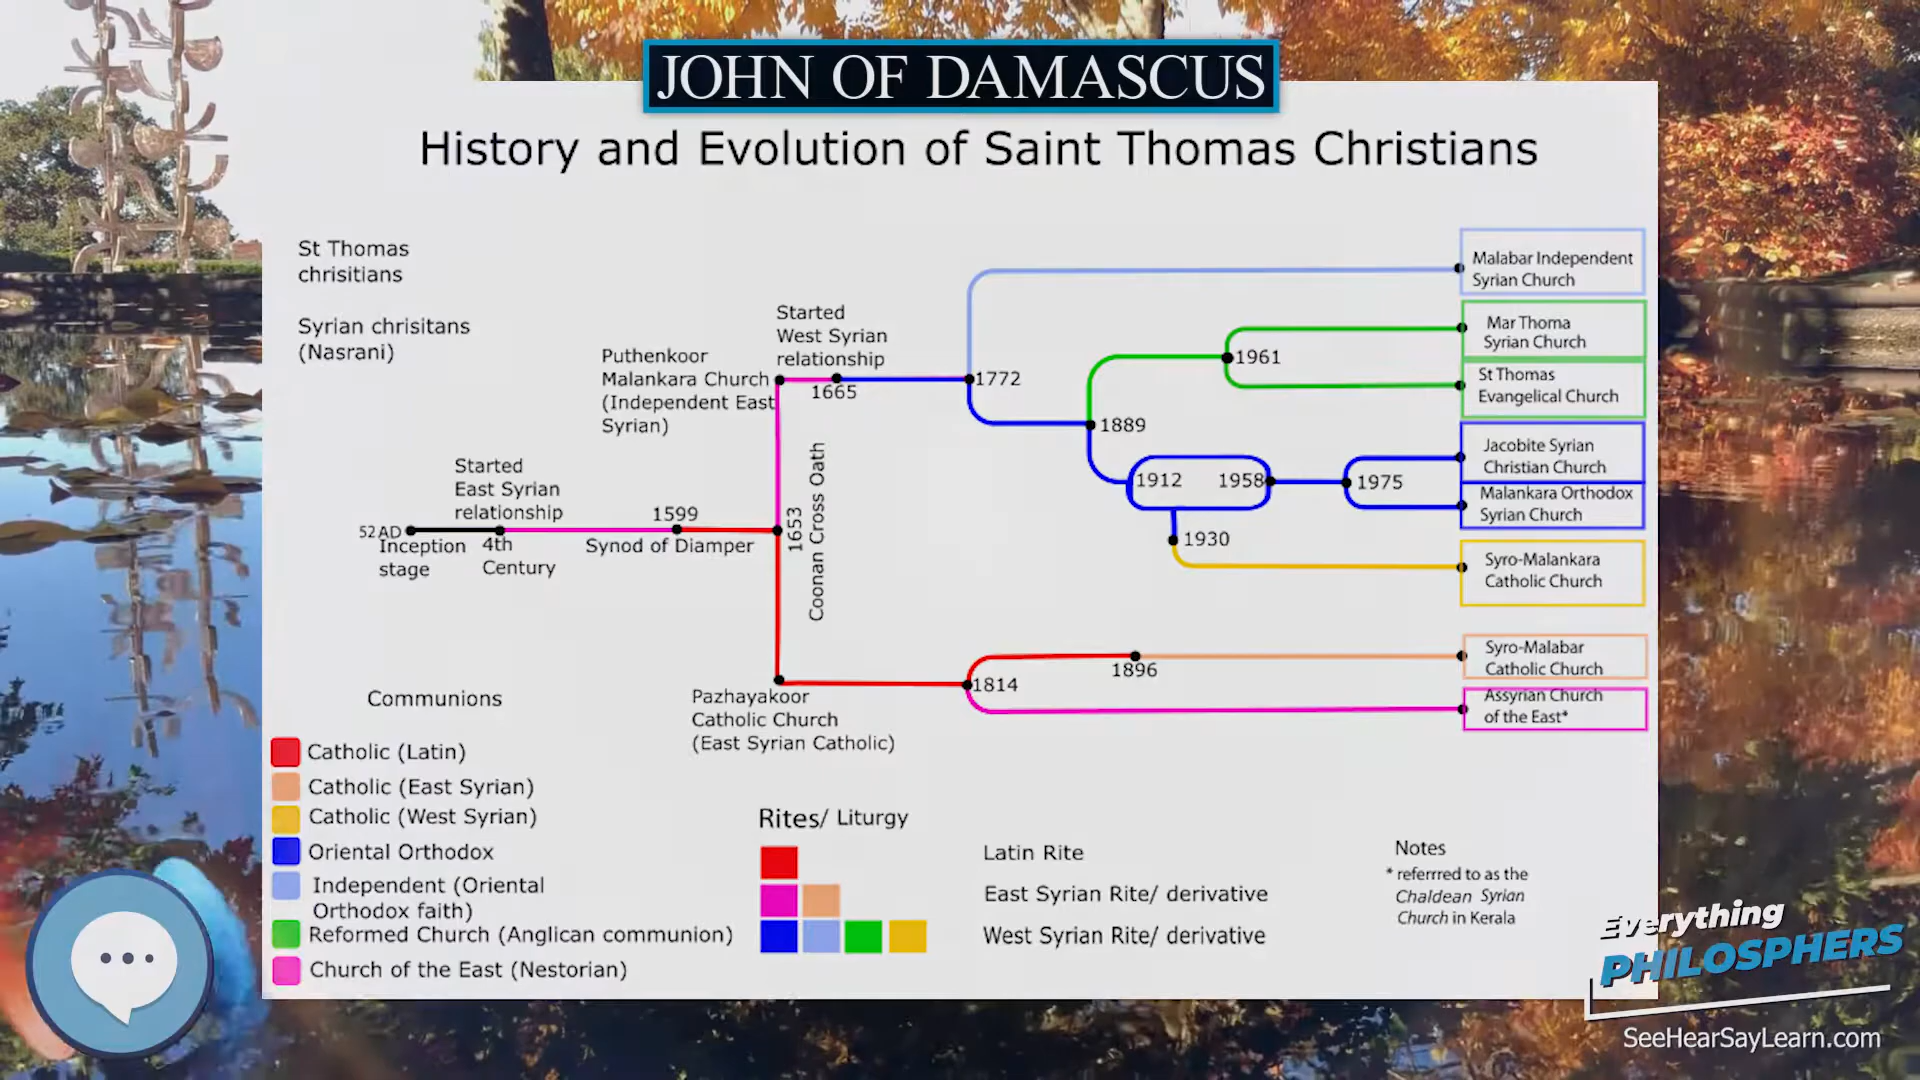 JOHN OF DAMASCUS
History and Evolution of Saint Thomas Christians
St Thomas
chrisitians
Syrian chrisitans
(Nasrani)
Started
West Syrian
relationship
Puthenkoor
Malankara Church
(Independent East
Syrian)
1665
1772
Malabar Independent
Syrian Church
Mar Thoma
Syrian Church
1961
St Thomas
Evangelical Church
1889
Jacobite Syrian
Christian Church
1912
1958
1975
Malankara Orthodox
Syrian Church
1930
Syro-Malankara
Catholic Church
Started
East Syrian
relationship
52AD
Inception
stage
4th
Century
1599
Synod of Diamper
1653
Coonan Cross Oath
Syro-Malabar
Catholic Church
1896
1814
Assyrian Church
of the East*
Pazhayakoor
Catholic Church
(East Syrian Catholic)
Communions
Catholic (Latin)
Catholic (East Syrian)
Catholic (West Syrian)
Oriental Orthodox
Independent (Oriental
Orthodox faith)
Reformed Church (Anglican communion)
Church of the East (Nestorian)
Rites/ Liturgy
Latin Rite
East Syrian Rite/ derivative
West Syrian Rite/ derivative
Notes
* referrred to as the
Chaldean Syrian
Church in Kerala
Everything
PHILOSPHERS
SeeHearSayLearn.com